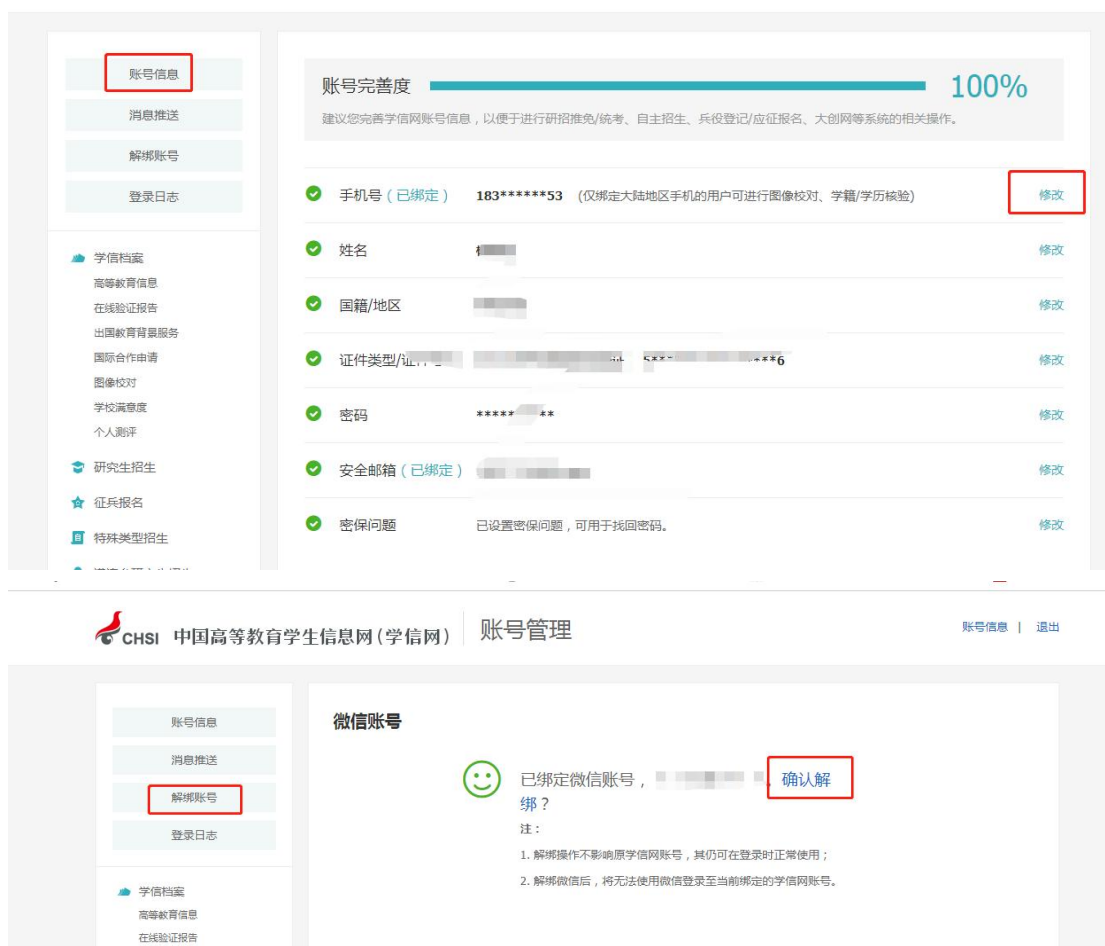 账号信息
消息推送
解绑账号
登录日志
学信档案
高等教育信息
在线验证报告
出国教育背景服务
国际合作申请
图像校对
学校满意度
个人测评
研究生招生
征兵报名
特殊类型招生
账号完善度 100%
建议您完善学信网账号信息，以便于进行研招推免/统考、自主招生、兵役登记/应征报名、大创网等系统的相关操作。
手机号（已绑定） 183******53 (仅绑定大陆地区手机的用户可进行图像校对、学籍/学历核验) 修改
姓名 修改
国籍/地区 修改
证件类型/ 5*** ****6 修改
密码 ***** ** 修改
安全邮箱（已绑定） 修改
密保问题 已设置密保问题，可用于找回密码。 修改
CHSI 中国高等教育学生信息网(学信网) 账号管理 账号信息 | 退出
账号信息
消息推送
解绑账号
登录日志
学信档案
高等教育信息
在线验证报告
微信账号
已绑定微信账号， 确认解
绑？
注：
1. 解绑操作不影响原学信网账号，其仍可在登录时正常使用；
2. 解绑微信后，将无法使用微信登录至当前绑定的学信网账号。